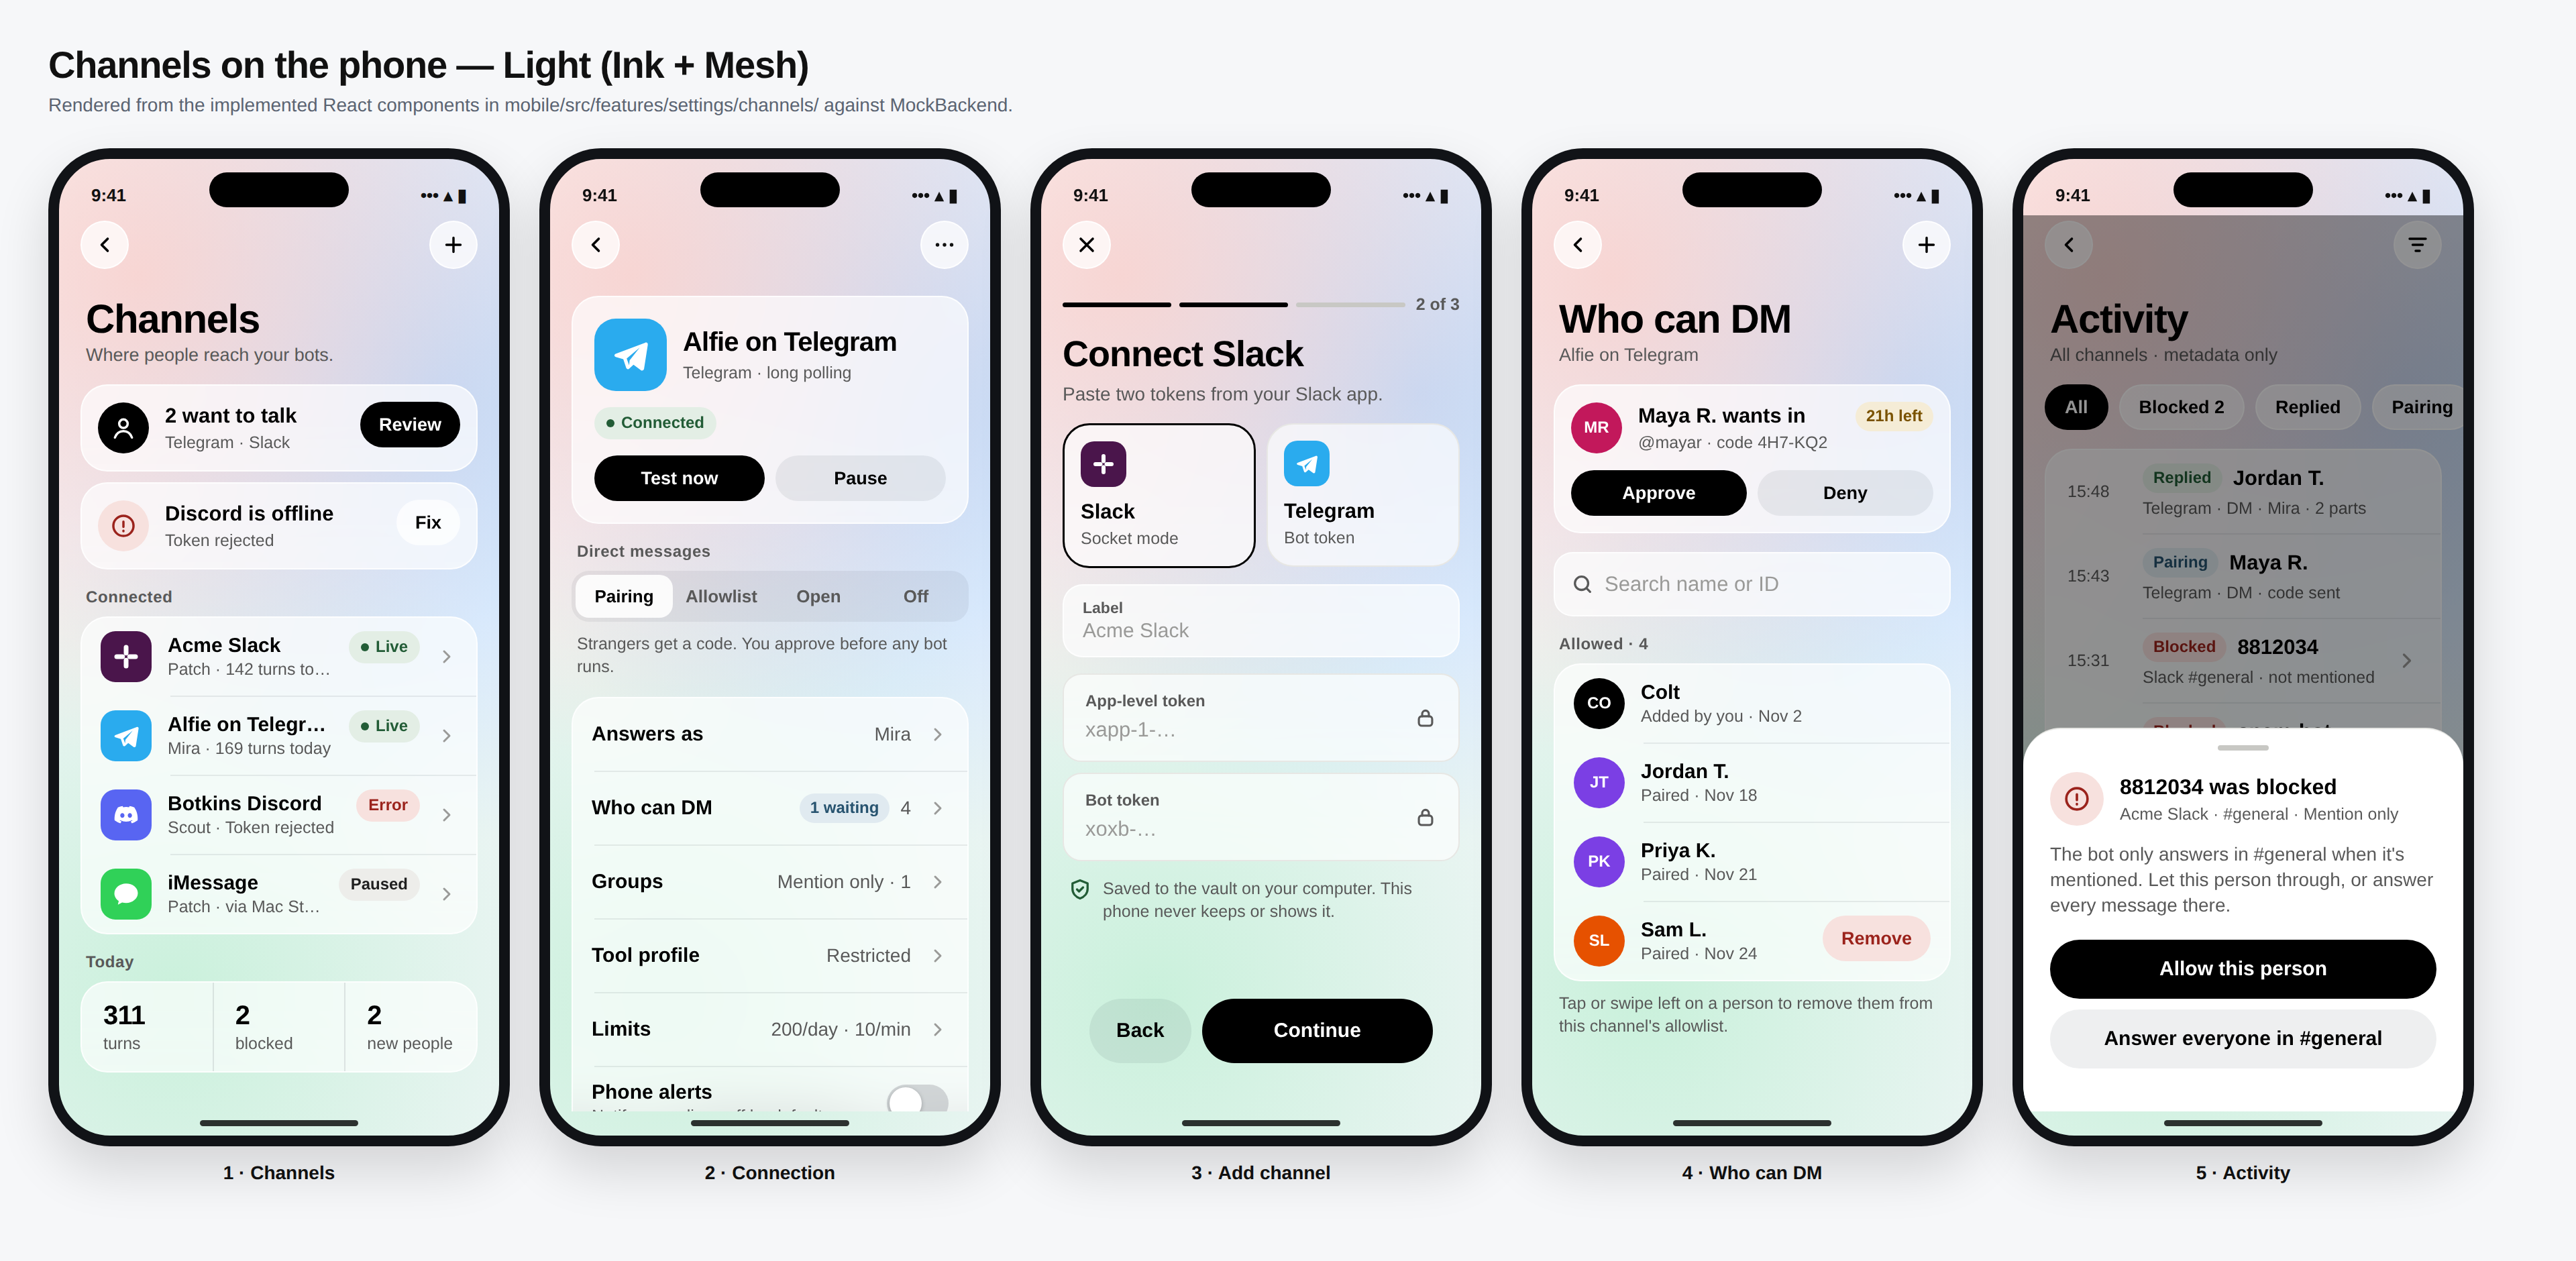 Channels on the phone — Light (Ink + Mesh)
Rendered from the implemented React components in mobile/src/features/settings/channels/ against MockBackend.
9:41
Channels
Where people reach your bots.
2 want to talk
Telegram · Slack
Review
Discord is offline
Token rejected
Fix
Connected
Acme Slack
Patch · 142 turns to…
Live
Alfie on Telegr…
Mira · 169 turns today
Live
Botkins Discord
Scout · Token rejected
Error
iMessage
Patch · via Mac St…
Paused
Today
311
turns
2
blocked
2
new people
1 · Channels
9:41
Alfie on Telegram
Telegram · long polling
Connected
Test now
Pause
Direct messages
Pairing
Allowlist
Open
Off
Strangers get a code. You approve before any bot
runs.
Answers as
Mira
Who can DM
1 waiting
4
Groups
Mention only · 1
Tool profile
Restricted
Limits
200/day · 10/min
Phone alerts
2 · Connection
9:41
2 of 3
Connect Slack
Paste two tokens from your Slack app.
Slack
Socket mode
Telegram
Bot token
Label
Acme Slack
App-level token
xapp-1-…
Bot token
xoxb-…
Saved to the vault on your computer. This
phone never keeps or shows it.
Back
Continue
3 · Add channel
9:41
Who can DM
Alfie on Telegram
MR
Maya R. wants in
@mayar · code 4H7-KQ2
21h left
Approve
Deny
Search name or ID
Allowed · 4
CO
Colt
Added by you · Nov 2
JT
Jordan T.
Paired · Nov 18
PK
Priya K.
Paired · Nov 21
SL
Sam L.
Paired · Nov 24
Remove
Tap or swipe left on a person to remove them from
this channel's allowlist.
4 · Who can DM
9:41
Activity
All channels · metadata only
All
Blocked 2
Replied
Pairing
15:48
Replied
Jordan T.
Telegram · DM · Mira · 2 parts
15:43
Pairing
Maya R.
Telegram · DM · code sent
15:31
Blocked
8812034
Slack #general · not mentioned
8812034 was blocked
Acme Slack · #general · Mention only
The bot only answers in #general when it's
mentioned. Let this person through, or answer
every message there.
Allow this person
Answer everyone in #general
5 · Activity